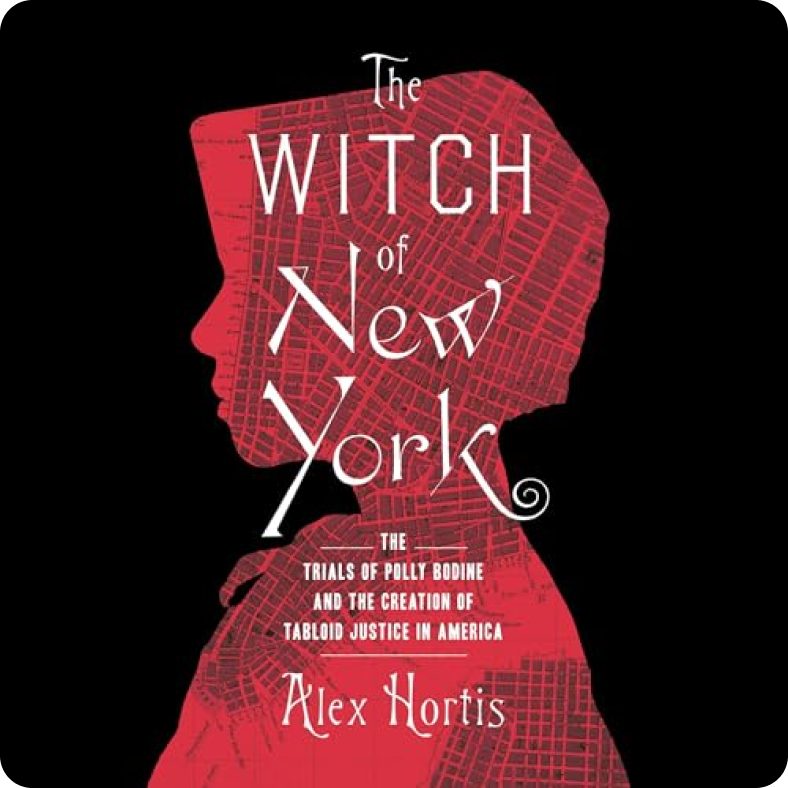 The
WITCH
of
New
York
THE
TRIALS OF POLLY BODINE
AND THE CREATION OF
TABLOID JUSTICE IN AMERICA
Alex Hortis